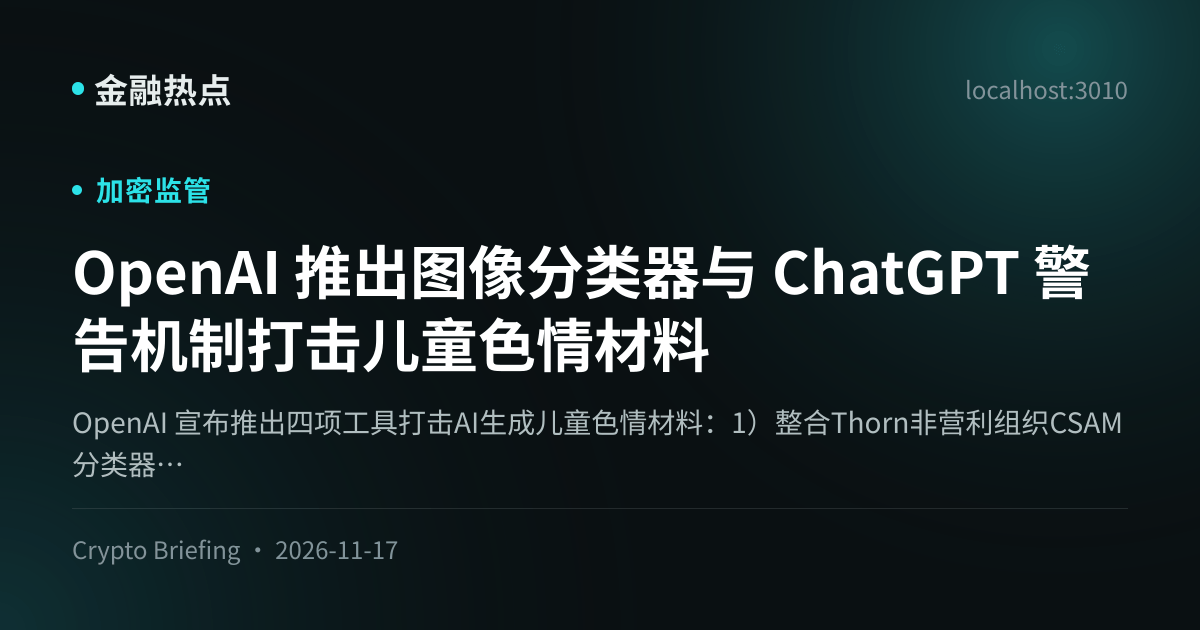 金融热点
localhost:3010
加密监管
OpenAI 推出图像分类器与 ChatGPT 警
告机制打击儿童色情材料
OpenAI 宣布推出四项工具打击AI生成儿童色情材料：1）整合Thorn非营利组织CSAM
分类器…
Crypto Briefing · 2026-11-17